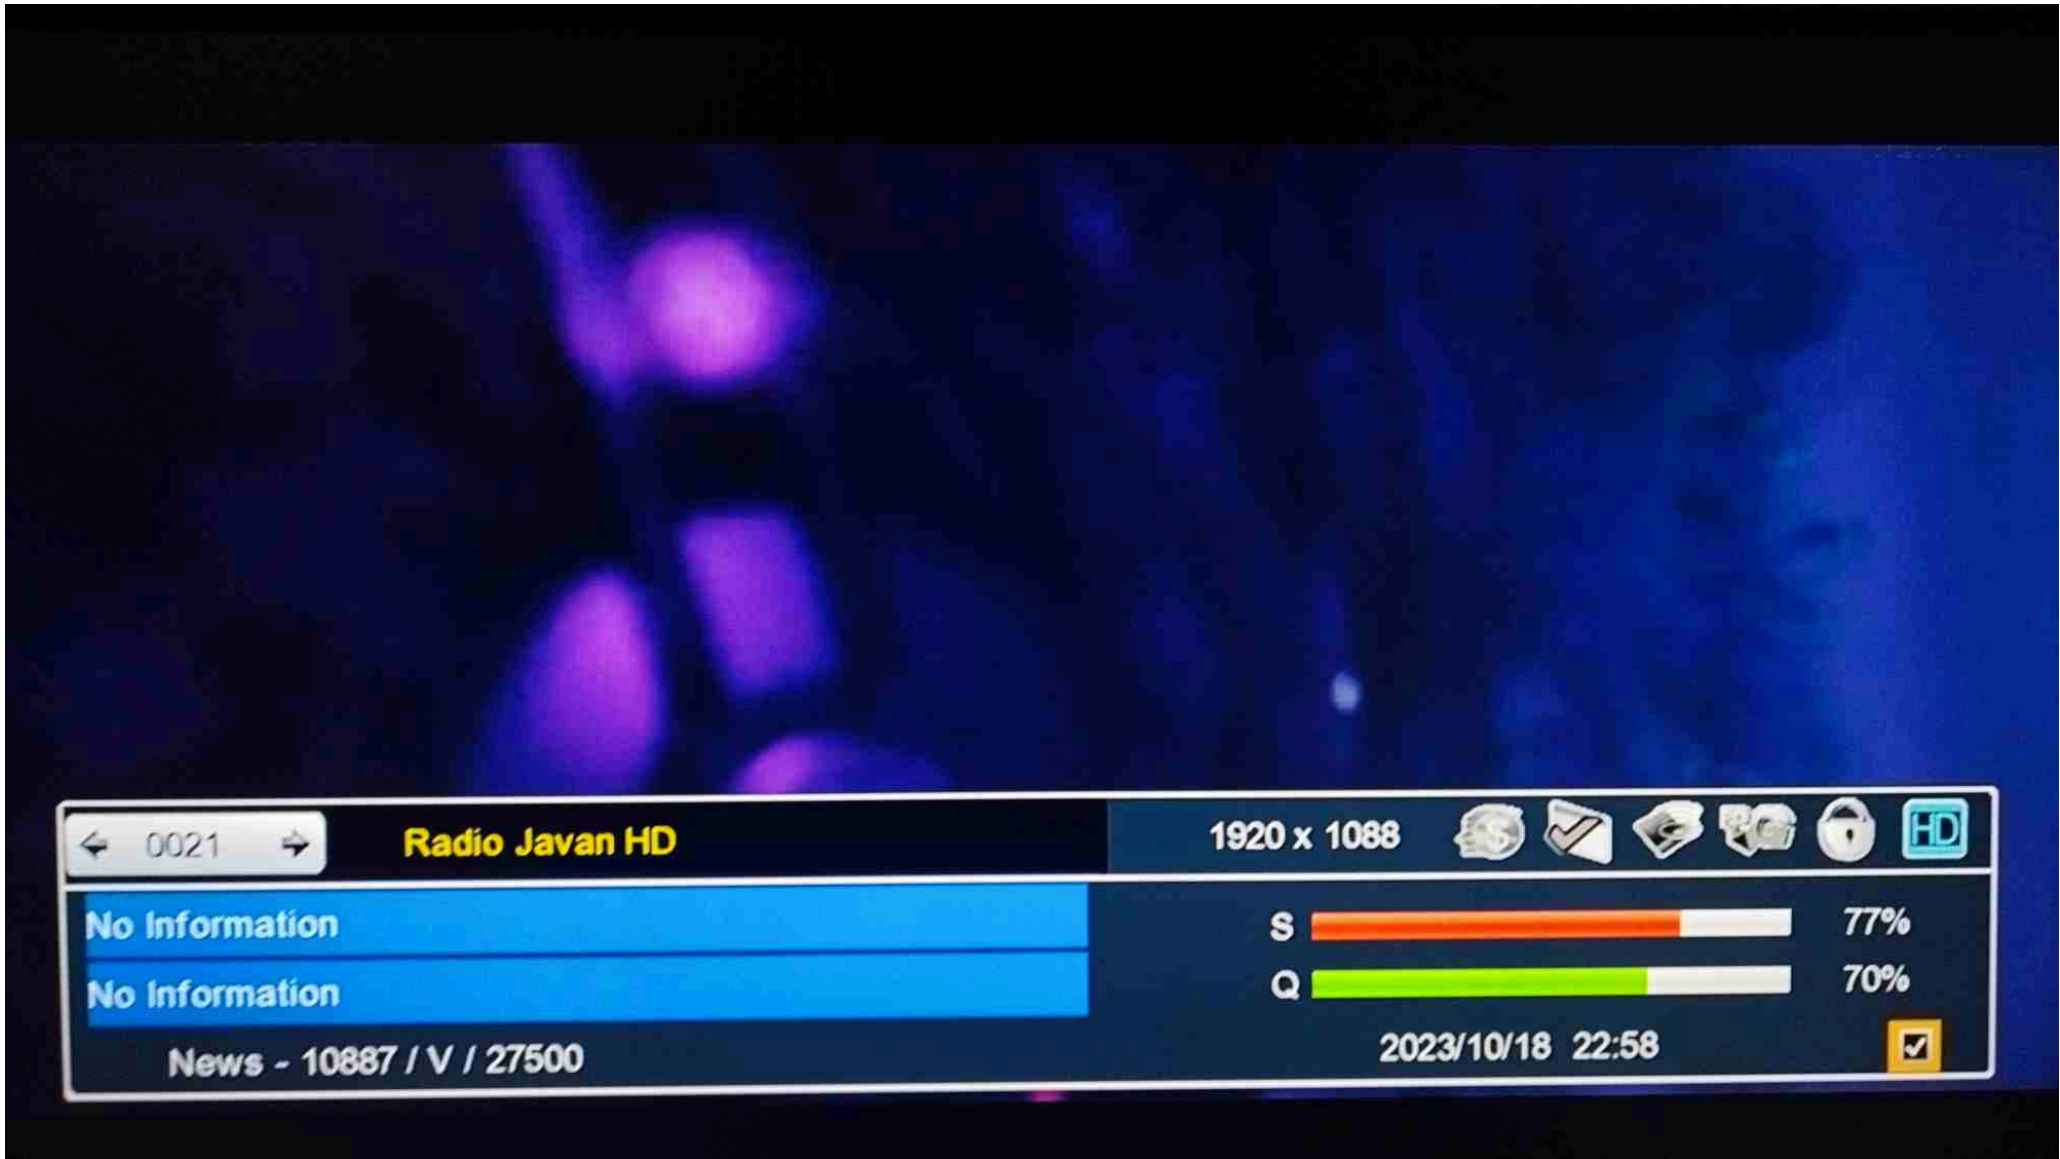 0021
Radio Javan HD
1920 x 1088
HD
No Information
S 77%
No Information
Q 70%
News - 10887 / V / 27500
2023/10/18 22:58